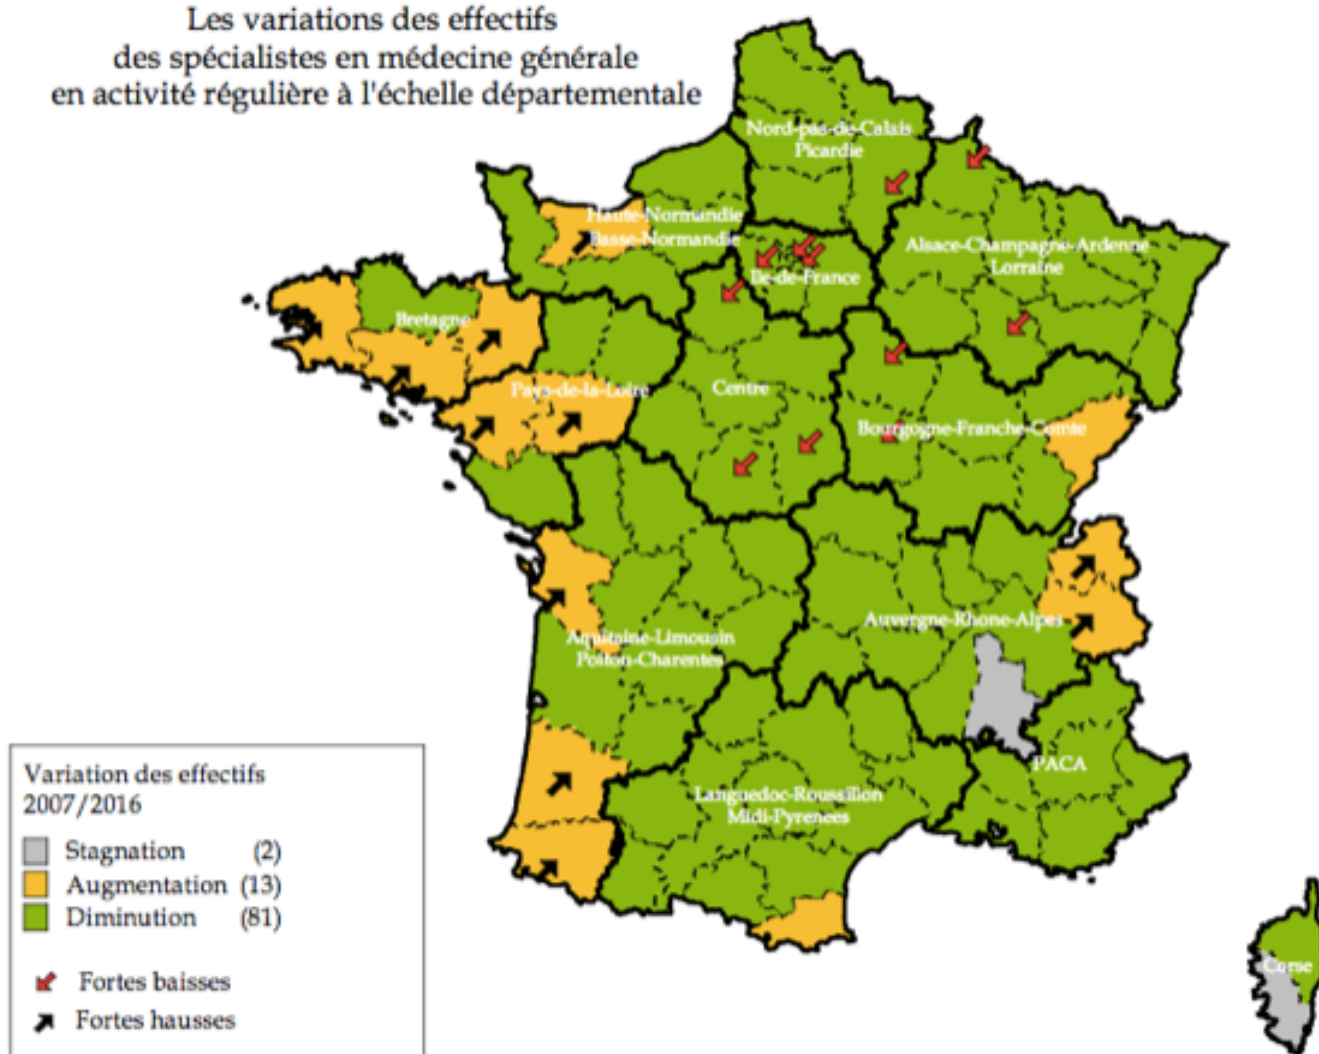 Les variations des effectifs
des spécialistes en médecine générale
en activité régulière à l'échelle départementale
Nord-pas-de-Calais
Picardie
Haute-Normandie
Basse-Normandie
Ile-de-France
Alsace-Champagne-Ardenne
Lorraine
Bretagne
Pays-de-la-Loire
Centre
Bourgogne-Franche-Comte
Auvergne-Rhone-Alpes
Aquitaine-Limousin
Poitou-Charentes
PACA
Languedoc-Roussillon
Midi-Pyrenees
Corse
Variation des effectifs
2007/2016
Stagnation (2)
Augmentation (13)
Diminution (81)
Fortes baisses
Fortes hausses